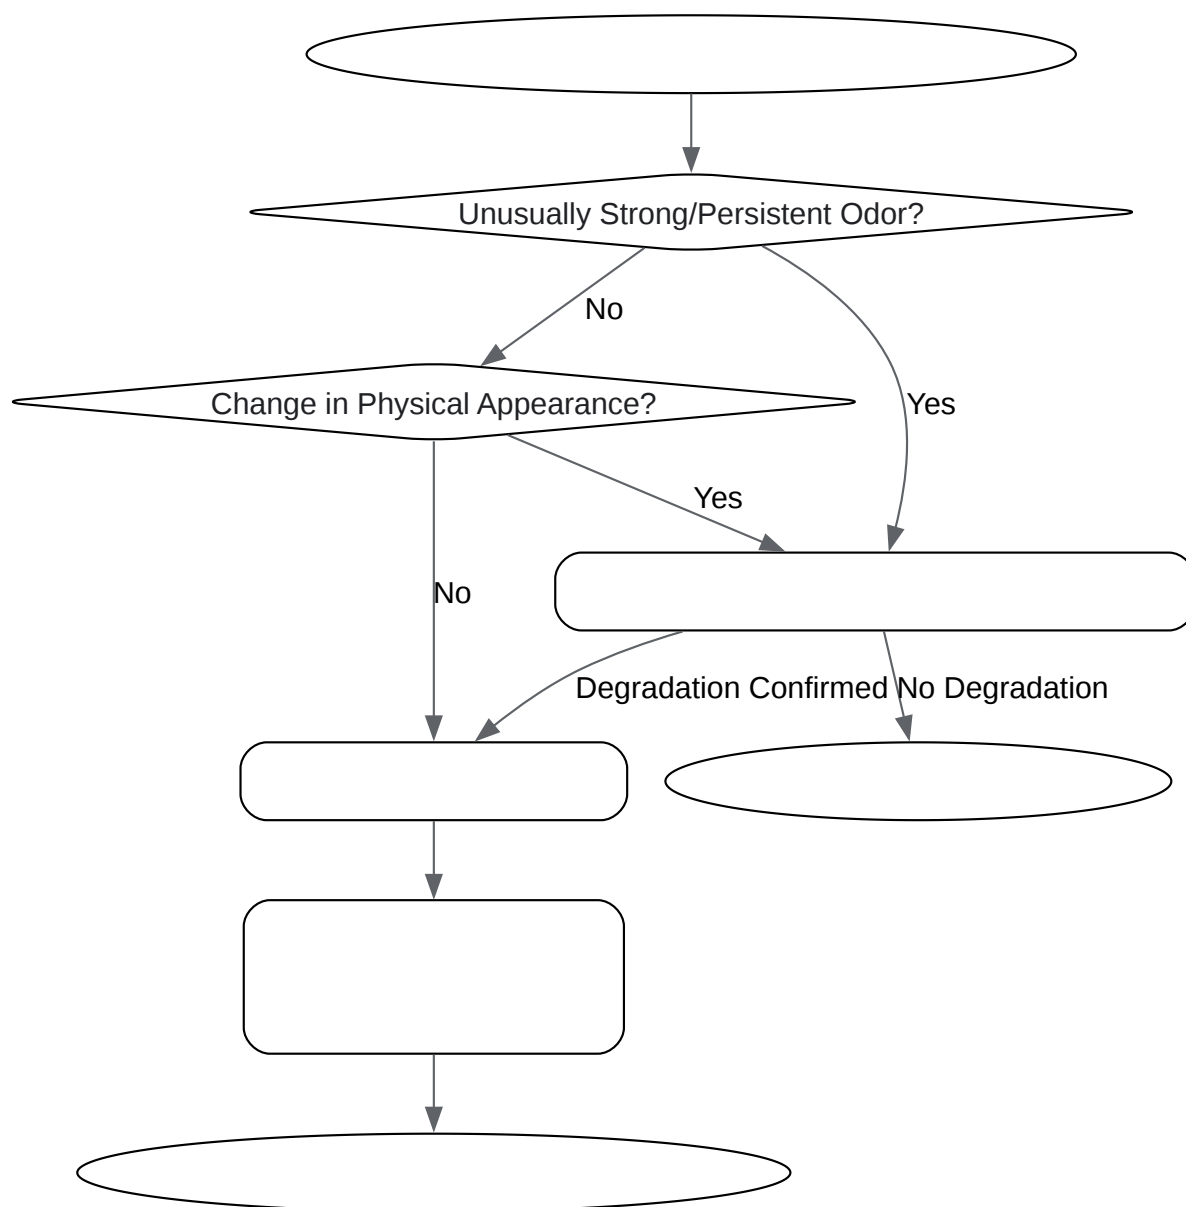 Unusually Strong/Persistent Odor?
No
Change in Physical Appearance?
Yes
Yes
No
Degradation Confirmed
No Degradation